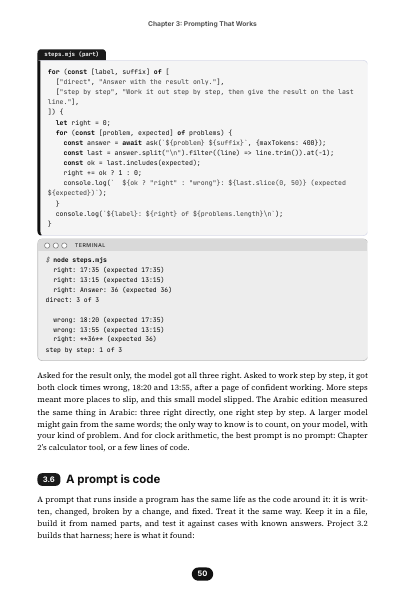 Chapter 3: Prompting That Works
steps.mjs (part)
for (const [label, suffix] of [
["direct", "Answer with the result only."],
["step by step", "Work it out step by step, then give the result on the last
line."],
]) {
let right = 0;
for (const [problem, expected] of problems) {
const answer = await ask(`${problem} ${suffix}`, {maxTokens: 400});
const last = answer.split("\n").filter((line) => line.trim()).at(-1);
const ok = last.includes(expected);
right += ok ? 1 : 0;
console.log(`  ${ok ? "right" : "wrong"}: ${last.slice(0, 50)} (expected
${expected})`);
}
console.log(`${label}: ${right} of ${problems.length}\n`);
}
TERMINAL
$ node steps.mjs
right: 17:35 (expected 17:35)
right: 13:15 (expected 13:15)
right: Answer: 36 (expected 36)
direct: 3 of 3
wrong: 18:20 (expected 17:35)
wrong: 13:55 (expected 13:15)
right: **36** (expected 36)
step by step: 1 of 3
Asked for the result only, the model got all three right. Asked to work step by step, it got
both clock times wrong, 18:20 and 13:55, after a page of confident working. More steps
meant more places to slip, and this small model slipped. The Arabic edition measured
the same thing in Arabic: three right directly, one right step by step. A larger model
might gain from the same words; the only way to know is to count, on your model, with
your kind of problem. And for clock arithmetic, the best prompt is no prompt: Chapter
2's calculator tool, or a few lines of code.
3.6 A prompt is code
A prompt that runs inside a program has the same life as the code around it: it is writ-
ten, changed, broken by a change, and fixed. Treat it the same way. Keep it in a file,
build it from named parts, and test it against cases with known answers. Project 3.2
builds that harness; here is what it found:
50